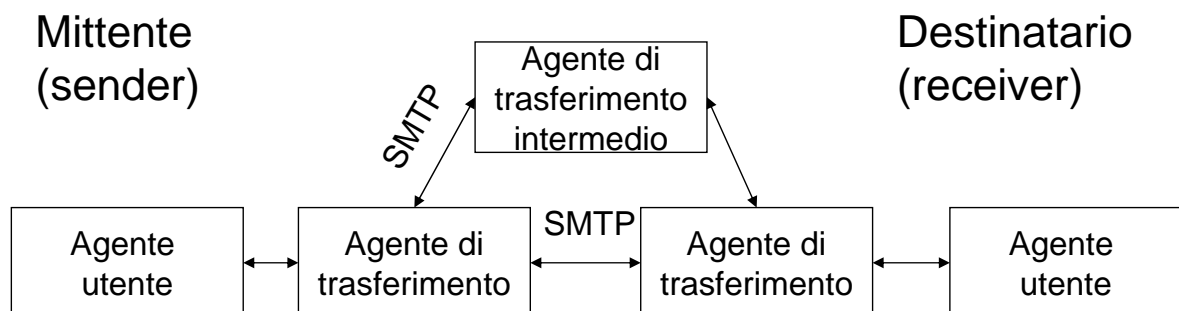 Mittente
(sender)
Agente di
trasferimento
intermedio
Destinatario
(receiver)
SMTP
SMTP
Agente
utente
Agente di
trasferimento
Agente di
trasferimento
Agente
utente